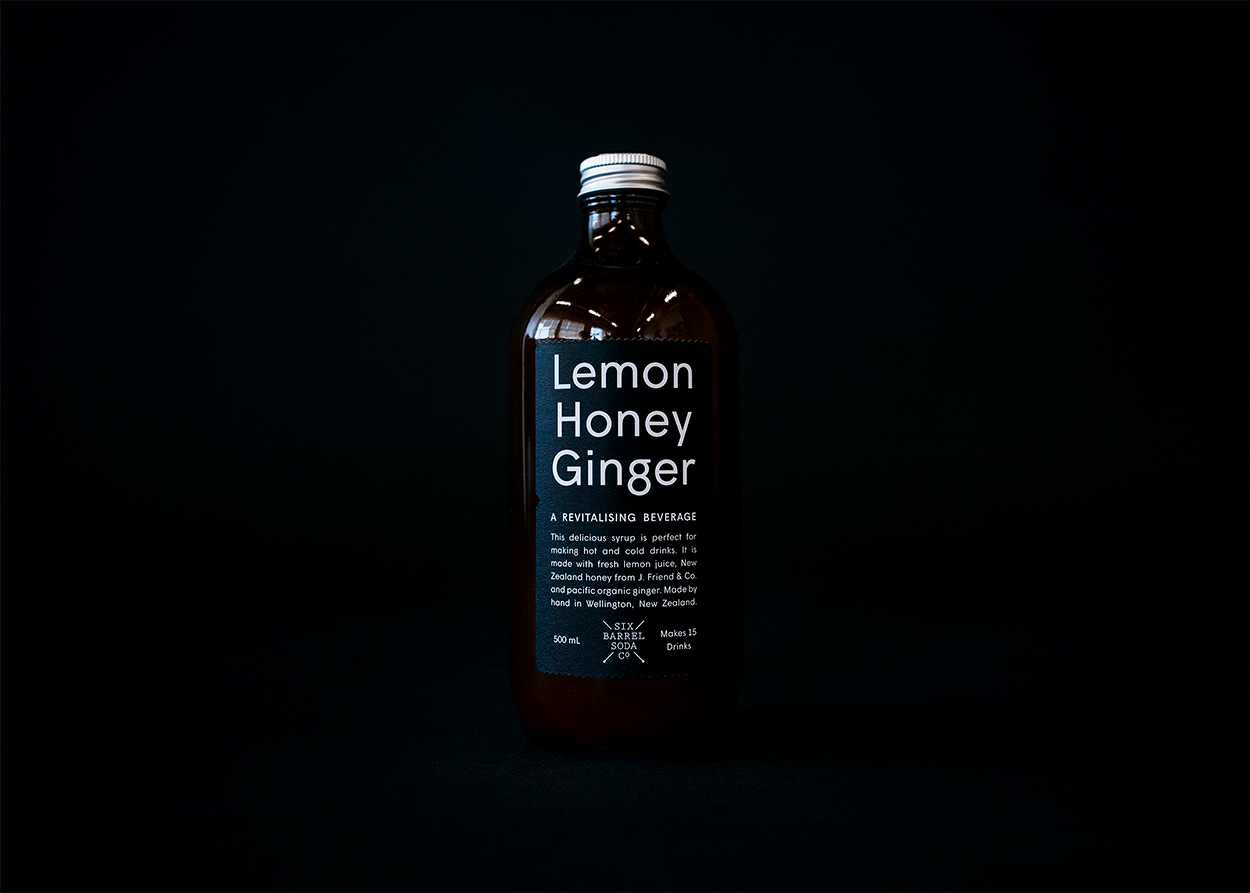 Lemon
Honey
Ginger
A REVITALISING BEVERAGE
This delicious syrup is perfect for
making hot and cold drinks. It is
made with fresh lemon juice, New
Zealand honey from J. Friend & Co.
and pacific organic ginger. Made by
hand in Wellington, New Zealand.
500 mL
SIX
BARREL
SODA
Cº
Makes 15
Drinks